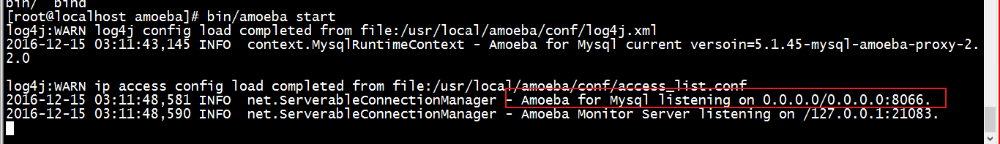 bin/  bind
[root@localhost amoeba]# bin/amoeba start
log4j:WARN log4j config load completed from file:/usr/local/amoeba/conf/log4j.xml
2016-12-15 03:11:43,145 INFO  context.MysqlRuntimeContext - Amoeba for Mysql current versoin=5.1.45-mysql-amoeba-proxy-2.
2.0
log4j:WARN ip access config load completed from file:/usr/local/amoeba/conf/access_list.conf
2016-12-15 03:11:48,581 INFO  net.ServerableConnectionManager - Amoeba for Mysql listening on 0.0.0.0/0.0.0.0:8066.
2016-12-15 03:11:48,590 INFO  net.ServerableConnectionManager - Amoeba Monitor Server listening on /127.0.0.1:21083.